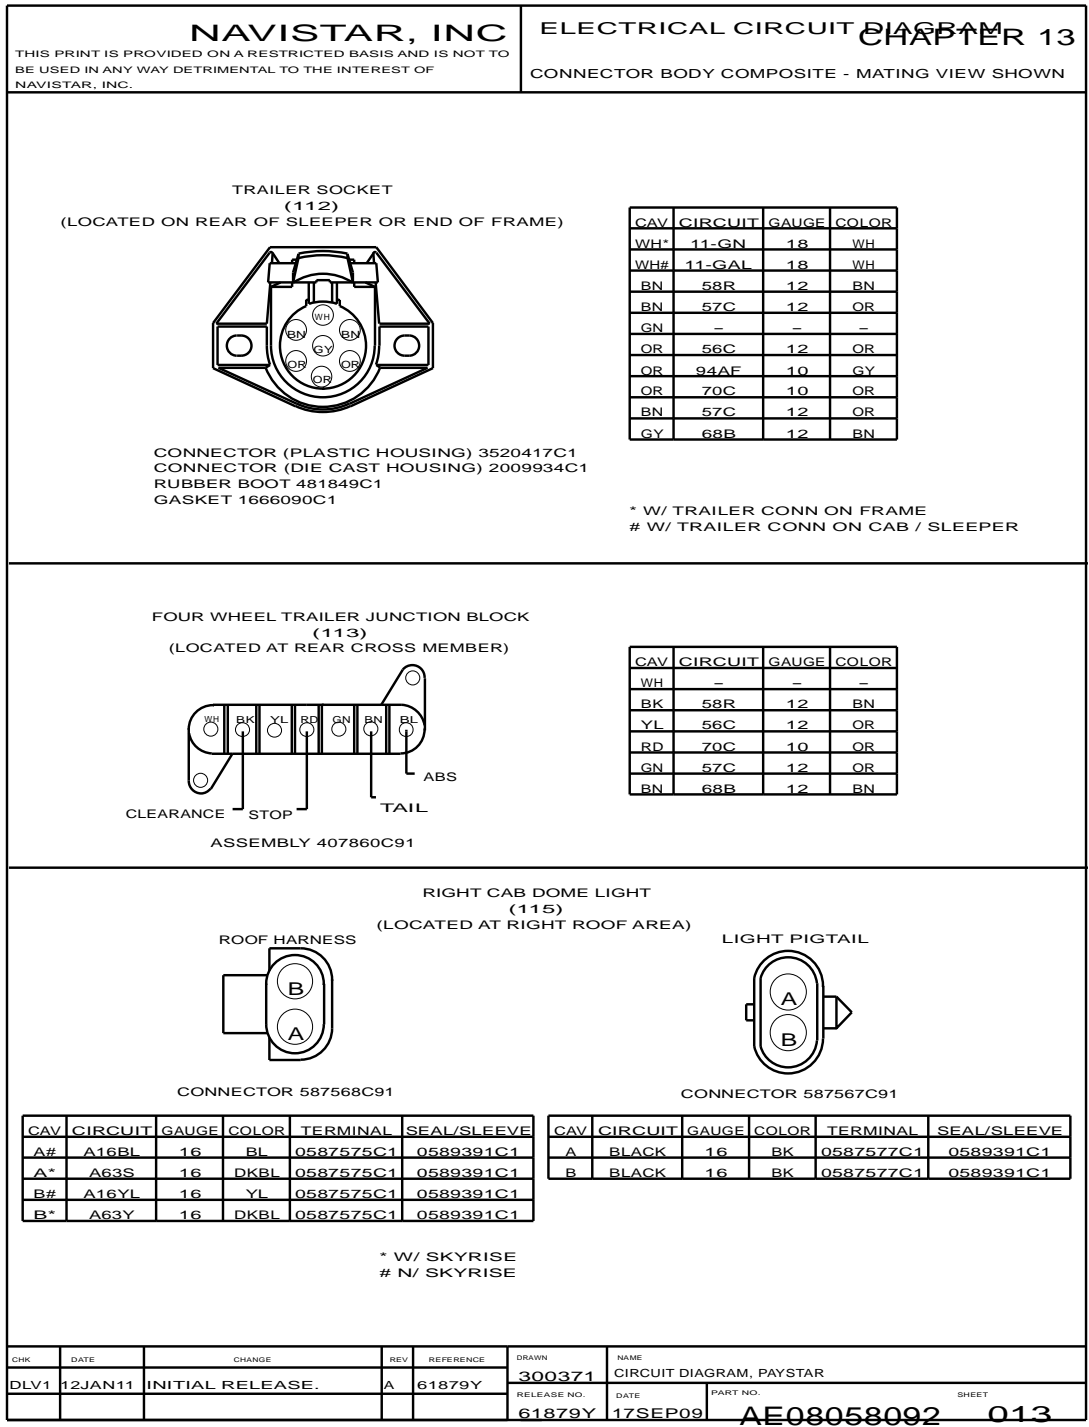 NAVISTAR, INC
THIS PRINT IS PROVIDED ON A RESTRICTED BASIS AND IS NOT TO
BE USED IN ANY WAY DETRIMENTAL TO THE INTEREST OF
NAVISTAR, INC.
ELECTRICAL CIRCUIT DIAGRAM
CHAPTER 13
CONNECTOR BODY COMPOSITE - MATING VIEW SHOWN
TRAILER SOCKET
(112)
(LOCATED ON REAR OF SLEEPER OR END OF FRAME)
WH
BN BN
GY
OR OR
OR
CONNECTOR (PLASTIC HOUSING) 3520417C1
CONNECTOR (DIE CAST HOUSING) 2009934C1
RUBBER BOOT 481849C1
GASKET 1666090C1
CAV CIRCUIT GAUGE COLOR
WH* 11-GN 18 WH
WH# 11-GAL 18 WH
BN 58R 12 BN
BN 57C 12 OR
GN – – –
OR 56C 12 OR
OR 94AF 10 GY
OR 70C 10 OR
BN 57C 12 OR
GY 68B 12 BN
* W/ TRAILER CONN ON FRAME
# W/ TRAILER CONN ON CAB / SLEEPER
FOUR WHEEL TRAILER JUNCTION BLOCK
(113)
(LOCATED AT REAR CROSS MEMBER)
WH BK YL RD GN BN BL
ABS
TAIL
CLEARANCE STOP
ASSEMBLY 407860C91
CAV CIRCUIT GAUGE COLOR
WH – – –
BK 58R 12 BN
YL 56C 12 OR
RD 70C 10 OR
GN 57C 12 OR
BN 68B 12 BN
RIGHT CAB DOME LIGHT
(115)
(LOCATED AT RIGHT ROOF AREA)
ROOF HARNESS
B
A
CONNECTOR 587568C91
CAV CIRCUIT GAUGE COLOR TERMINAL SEAL/SLEEVE
A# A16BL 16 BL 0587575C1 0589391C1
A* A63S 16 DKBL 0587575C1 0589391C1
B# A16YL 16 YL 0587575C1 0589391C1
B* A63Y 16 DKBL 0587575C1 0589391C1
LIGHT PIGTAIL
A
B
CONNECTOR 587567C91
CAV CIRCUIT GAUGE COLOR TERMINAL SEAL/SLEEVE
A BLACK 16 BK 0587577C1 0589391C1
B BLACK 16 BK 0587577C1 0589391C1
* W/ SKYRISE
# N/ SKYRISE
CHK DATE CHANGE REV REFERENCE
DLV1 12JAN11 INITIAL RELEASE. A 61879Y
DRAWN
300371
NAME
CIRCUIT DIAGRAM, PAYSTAR
RELEASE NO.
61879Y
DATE
17SEP09
PART NO.
AE08058092
SHEET
013